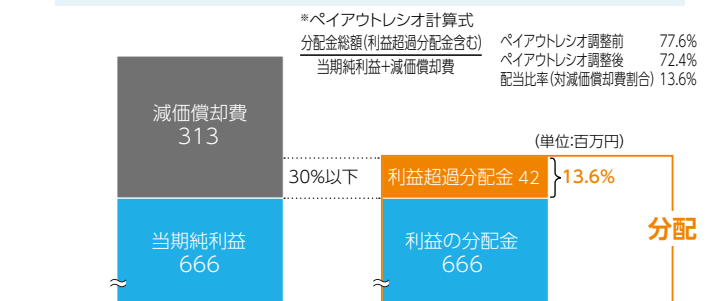 ※ペイアウトレシオ計算式
分配金総額(利益超過分配金含む)
当期純利益+減価償却費
ペイアウトレシオ調整前 77.6%
ペイアウトレシオ調整後 72.4%
配当比率(対減価償却費割合) 13.6%
(単位:百万円)
減価償却費
313
30%以下
利益超過分配金 42
13.6%
分配
当期純利益
666
利益の分配金
666